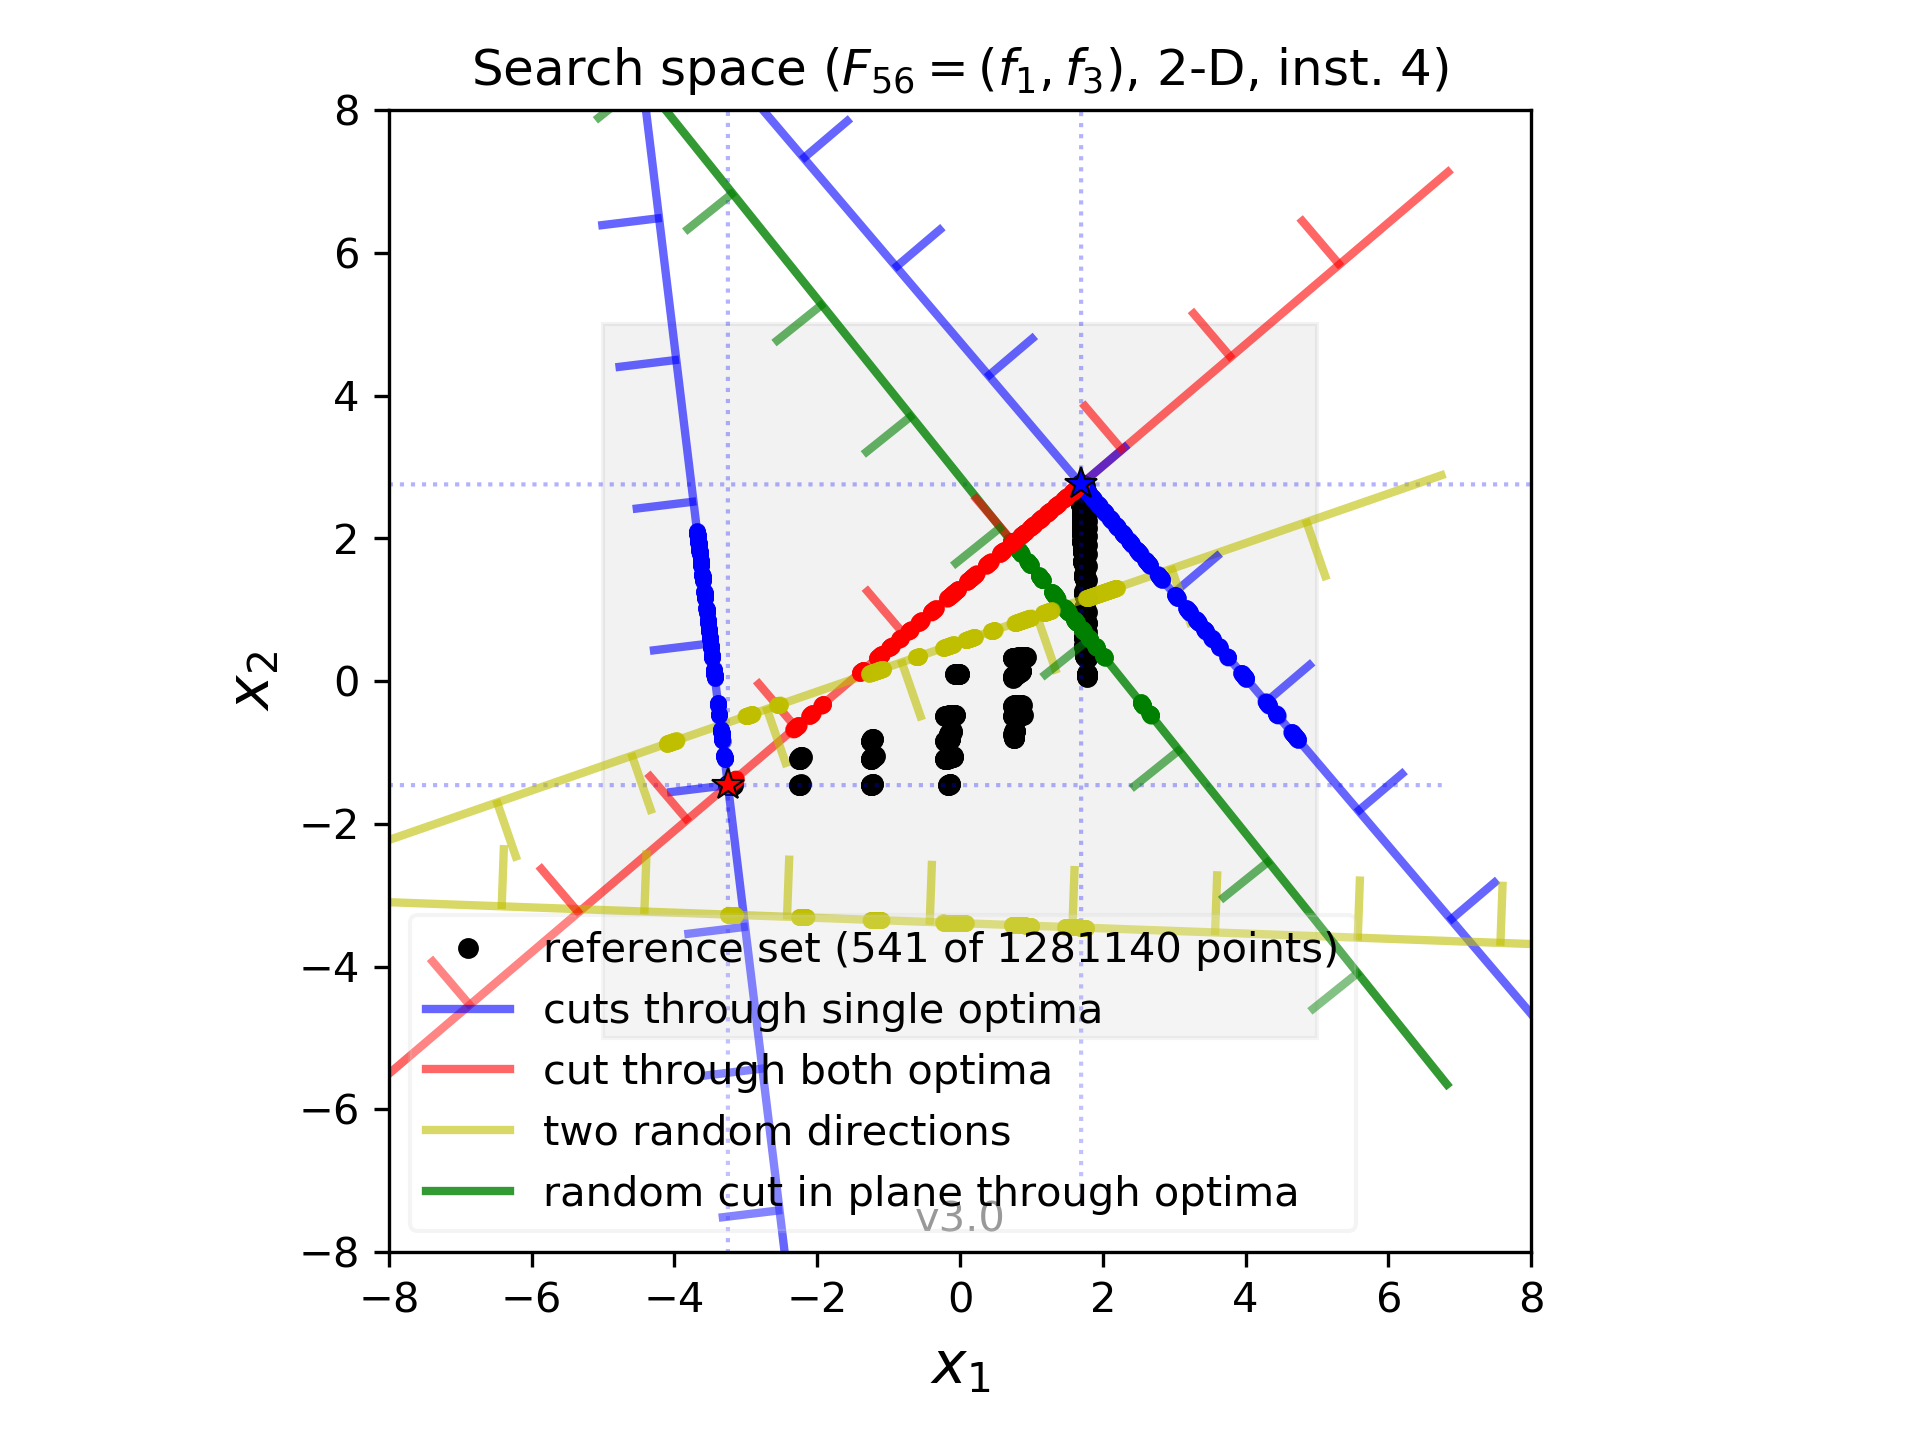 Search space (F56 = (f1, f3), 2-D, inst. 4)
8
6
4
2
0
−2
−4
−6
−8
x2
reference set (541 of 1281140 points)
cuts through single optima
cut through both optima
two random directions
random cut in plane through optima
v3.0
−8 −6 −4 −2 0 2 4 6 8
x1